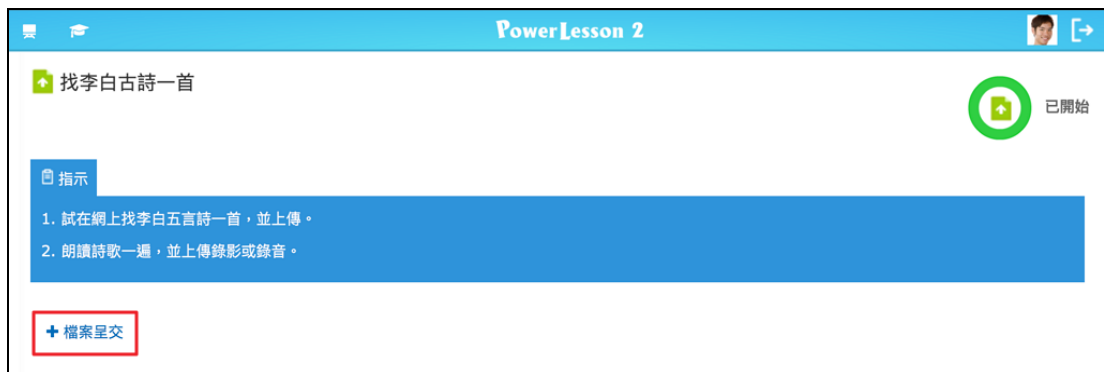 PowerLesson 2
找李白古詩一首
已開始
指示
1. 試在網上找李白五言詩一首，並上傳。
2. 朗讀詩歌一遍，並上傳錄影或錄音。
+ 檔案呈交